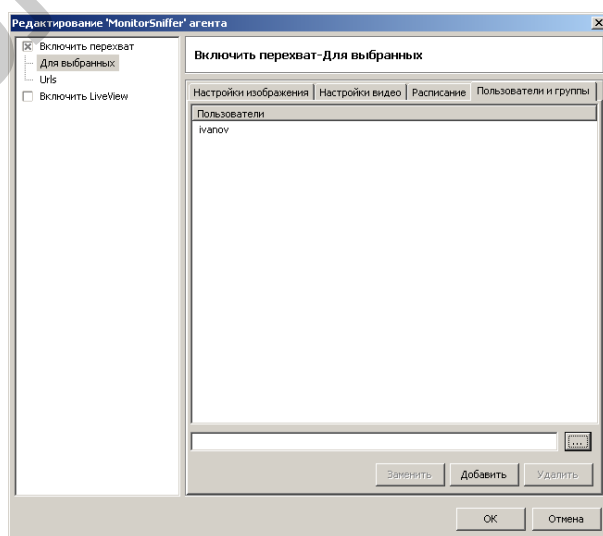 Редактирование 'MonitorSniffer' агента
Включить перехват
Для выбранных
Urls
Включить LiveView
Включить перехват-Для выбранных
Настройки изображения Настройки видео Расписание Пользователи и группы
Пользователи
ivanov
...
Заменить Добавить Удалить
ОК Отмена